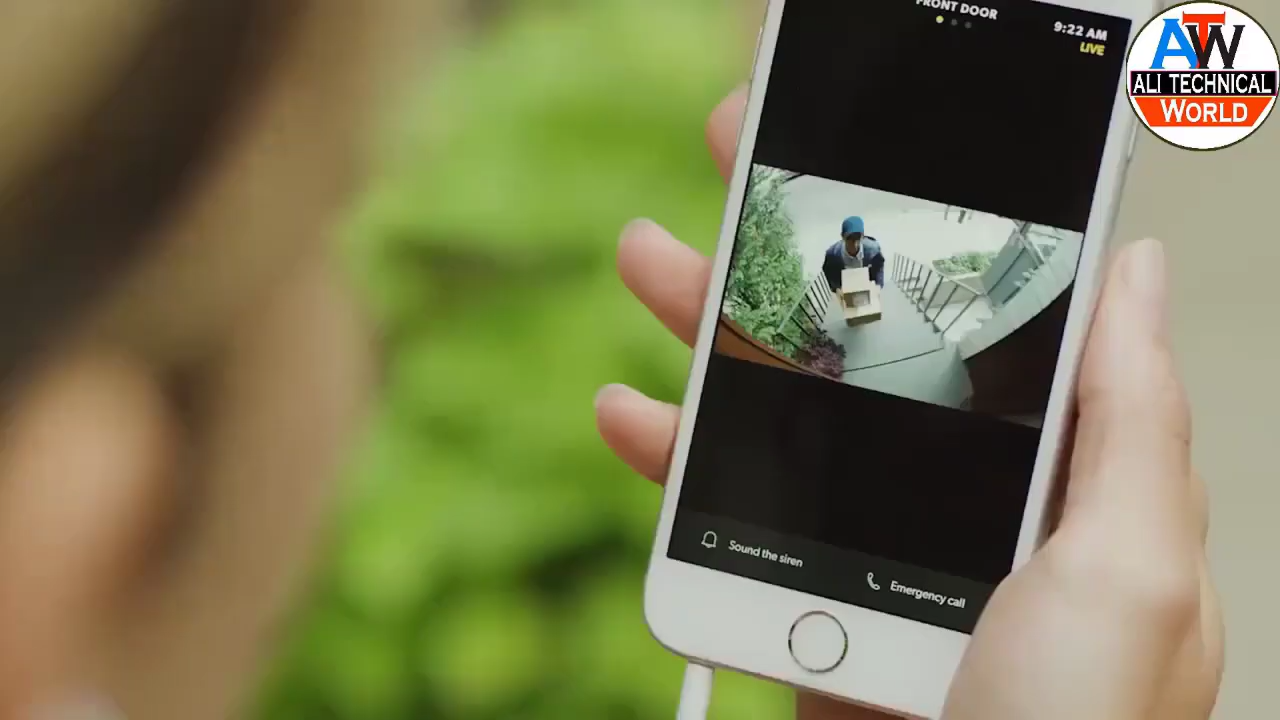 FRONT DOOR
9:22 AM
LIVE
Sound the siren
Emergency call
ATW
ALI TECHNICAL
WORLD